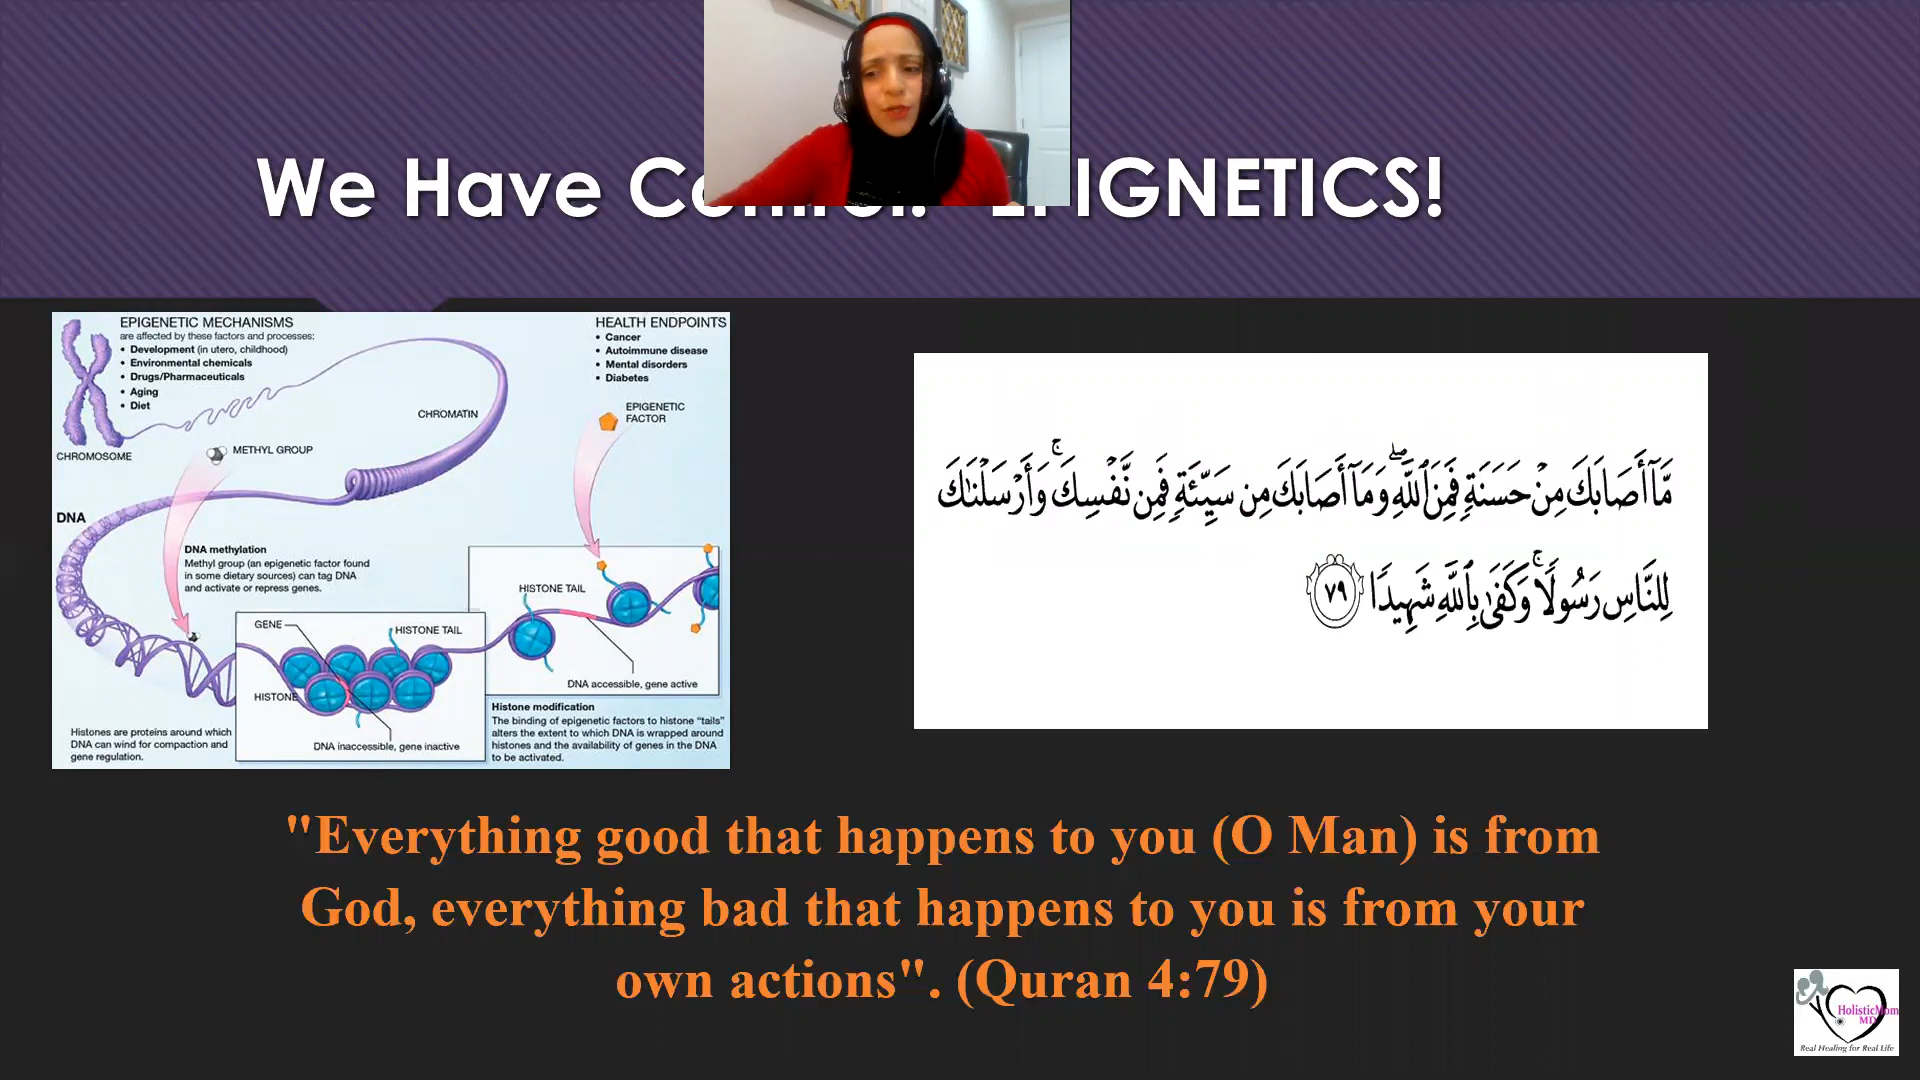 We Have Control! EPIGNETICS!
EPIGENETIC MECHANISMS
are affected by these factors and processes:
• Development (in utero, childhood)
• Environmental chemicals
• Drugs/Pharmaceuticals
• Aging
• Diet
HEALTH ENDPOINTS
• Cancer
• Autoimmune disease
• Mental disorders
• Diabetes
EPIGENETIC
FACTOR
CHROMATIN
CHROMOSOME
METHYL GROUP
DNA
DNA methylation
Methyl group (an epigenetic factor found
in some dietary sources) can tag DNA
and activate or repress genes.
HISTONE TAIL
GENE
HISTONE TAIL
DNA accessible, gene active
HISTONE
DNA inaccessible, gene inactive
Histones are proteins around which
DNA can wind for compaction and
gene regulation.
Histone modification
The binding of epigenetic factors to histone “tails”
alters the extent to which DNA is wrapped around
histones and the availability of genes in the DNA
to be activated.
مَّآ أَصَابَكَ مِنْ حَسَنَةٍ فَمِنَ ٱللَّهِ ۖ وَمَآ أَصَابَكَ مِن سَيِّئَةٍ فَمِن نَّفْسِكَ ۚ وَأَرْسَلْنَٰكَ
لِلنَّاسِ رَسُولًا ۚ وَكَفَىٰ بِٱللَّهِ شَهِيدًا ٧٩
"Everything good that happens to you (O Man) is from
God, everything bad that happens to you is from your
own actions". (Quran 4:79)
HolisticMom
MD
Real Healing for Real Life